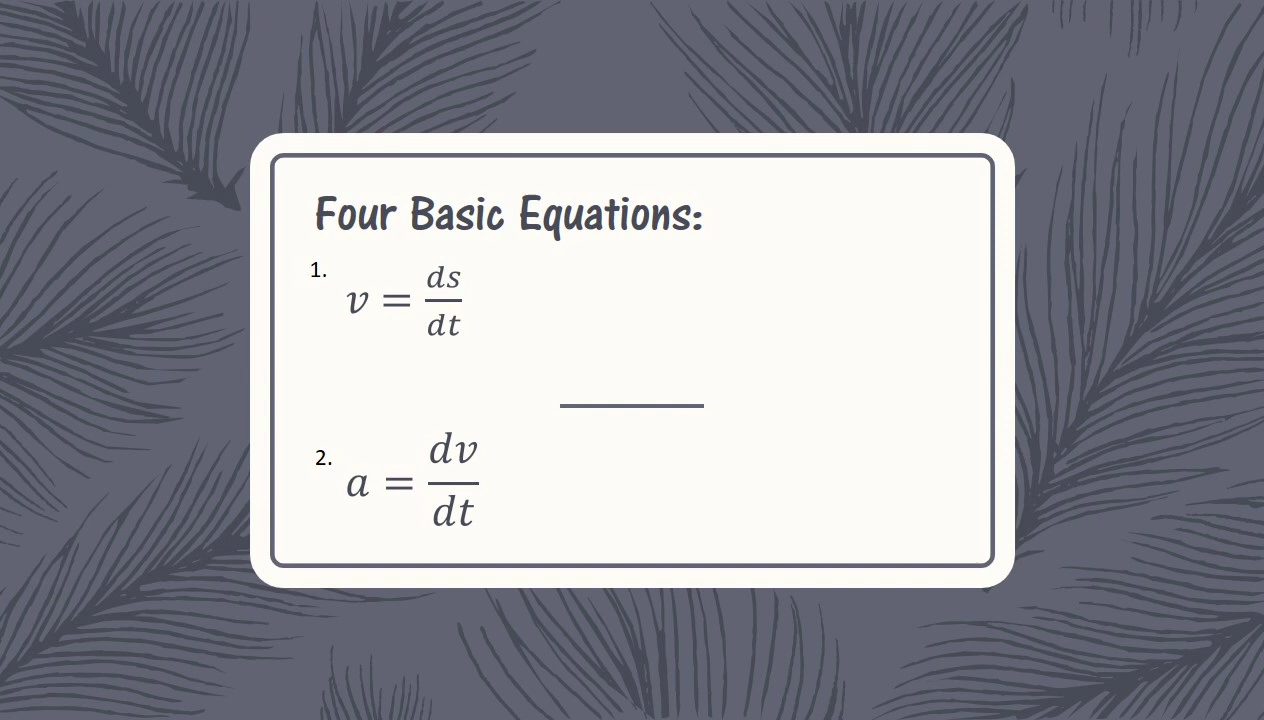 Four Basic Equations:
1. v = ds/dt
2. a = dv/dt